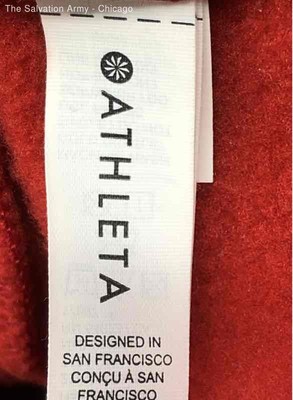 The Salvation Army - Chicago
ATHLETA
DESIGNED IN
SAN FRANCISCO
CONÇU À SAN
FRANCISCO